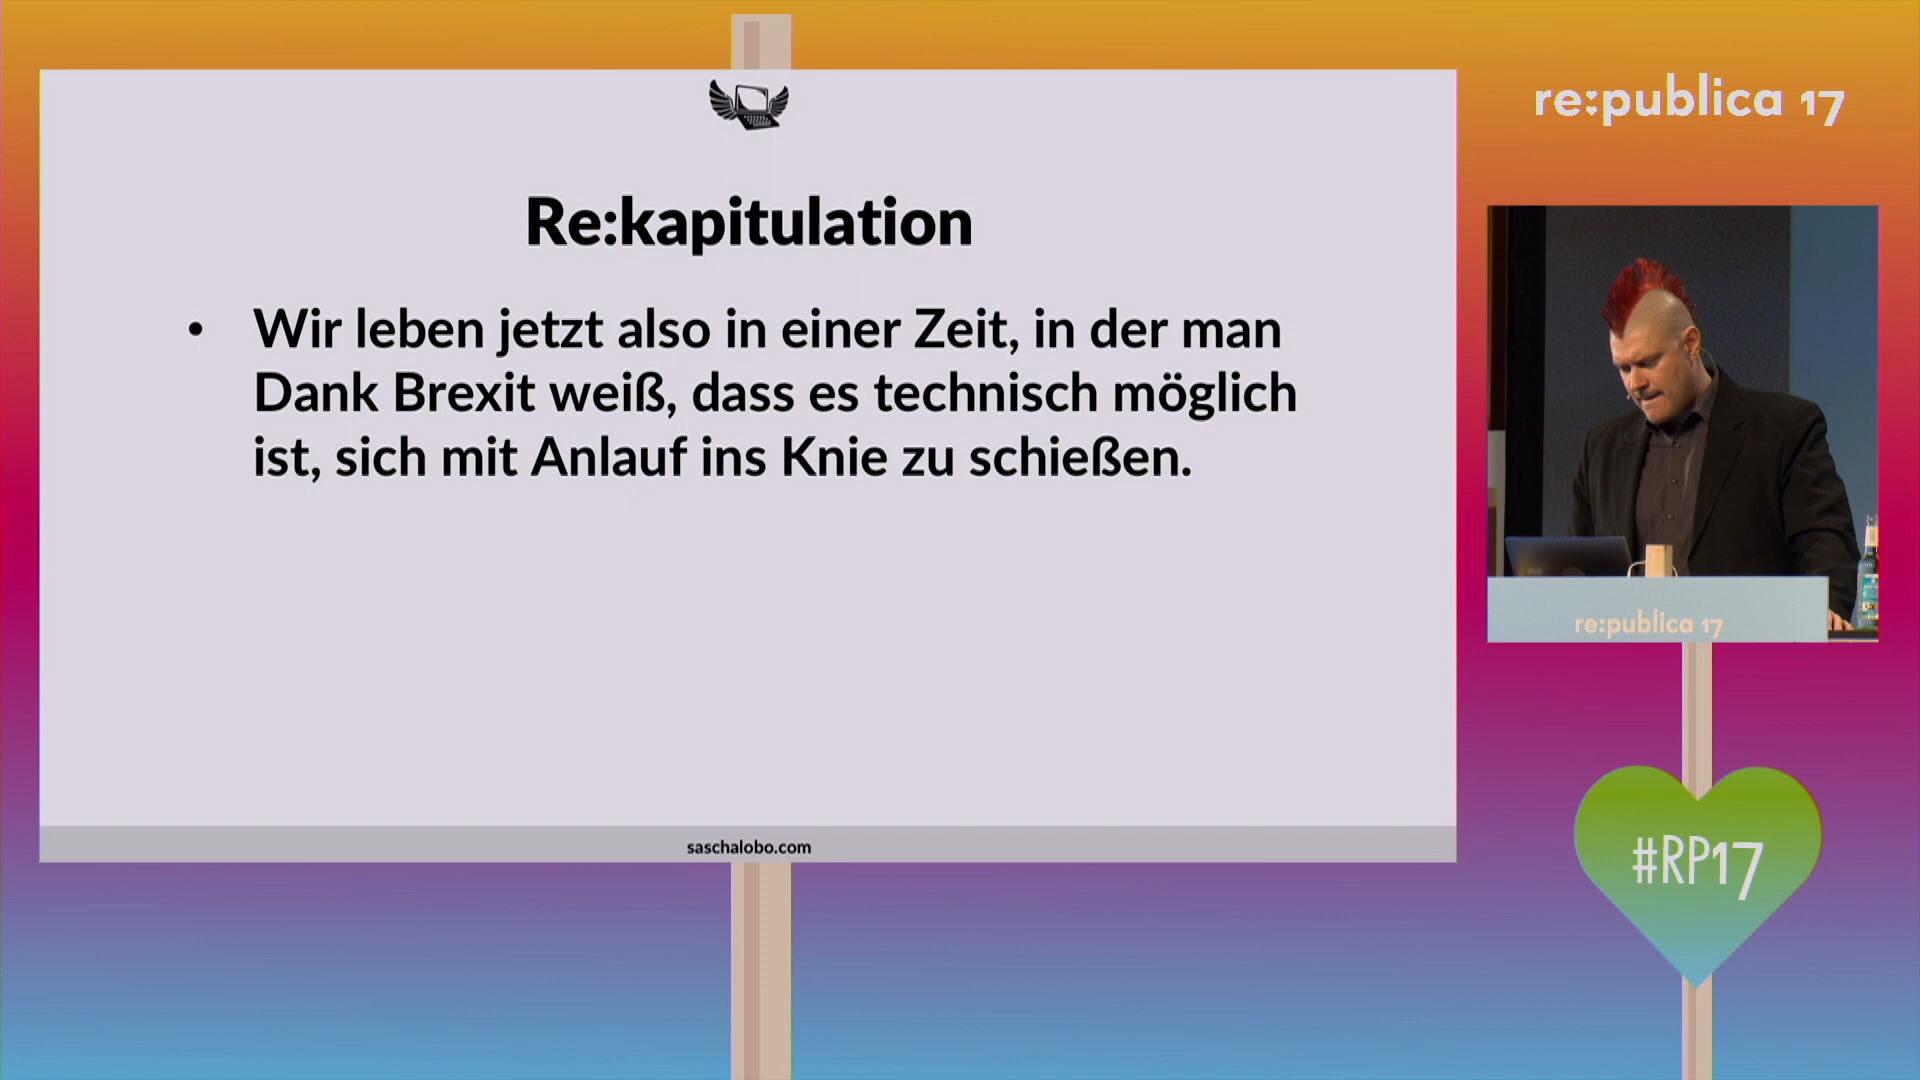 re:publica 17
Re:kapitulation
• Wir leben jetzt also in einer Zeit, in der man
Dank Brexit weiß, dass es technisch möglich
ist, sich mit Anlauf ins Knie zu schießen.
saschalobo.com
re:publica 17
#RP17